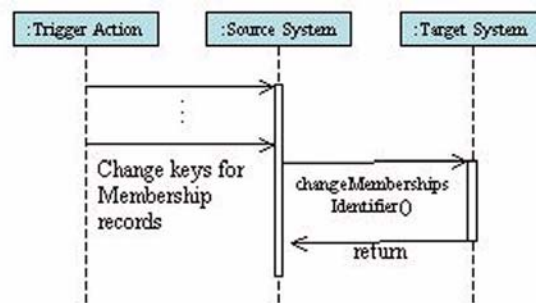 :Trigger Action
:Source System
:Target System
Change keys for
Membership
records
changeMemberships
Identifier()
return